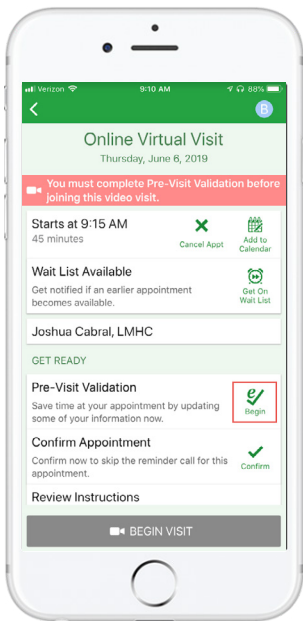 Verizon 9:10 AM 88%
B
Online Virtual Visit
Thursday, June 6, 2019
You must complete Pre-Visit Validation before
joining this video visit.
Starts at 9:15 AM
45 minutes
Cancel Appt
Add to
Calendar
Wait List Available
Get notified if an earlier appointment
becomes available.
Get On
Wait List
Joshua Cabral, LMHC
GET READY
Pre-Visit Validation
Save time at your appointment by updating
some of your information now.
Begin
Confirm Appointment
Confirm now to skip the reminder call for this
appointment.
Confirm
Review Instructions
BEGIN VISIT